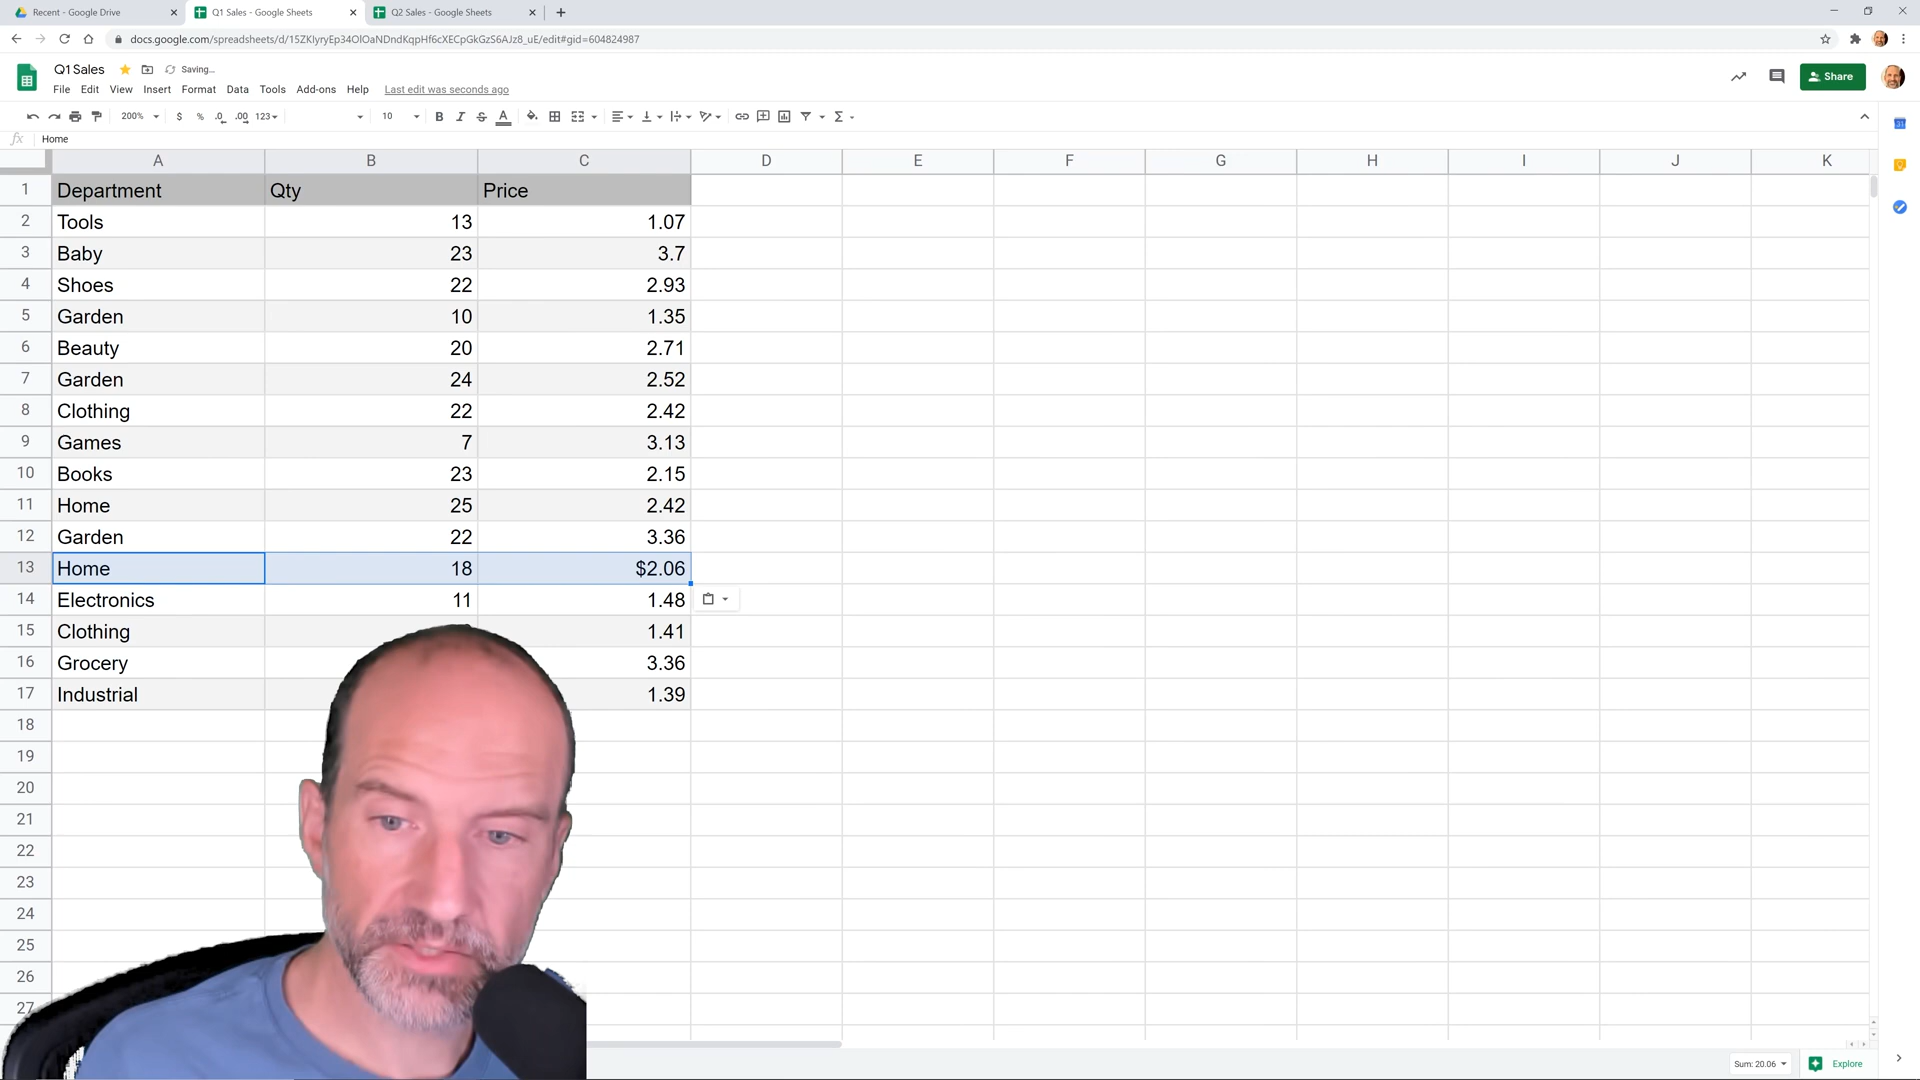 Recent - Google Drive
Q1 Sales - Google Sheets
Q2 Sales - Google Sheets
docs.google.com/spreadsheets/d/15ZKIyryEp34OlOaNDndKqpHf6cXECpGkGzS6AJz8_uE/edit#gid=604824987
Q1 Sales
Saving...
File Edit View Insert Format Data Tools Add-ons Help Last edit was seconds ago
Share
200% $ % .0 .00 123 10 B I S A Σ
fx Home
A B C D E F G H I J K
1 Department Qty Price
2 Tools 13 1.07
3 Baby 23 3.7
4 Shoes 22 2.93
5 Garden 10 1.35
6 Beauty 20 2.71
7 Garden 24 2.52
8 Clothing 22 2.42
9 Games 7 3.13
10 Books 23 2.15
11 Home 25 2.42
12 Garden 22 3.36
13 Home 18 $2.06
14 Electronics 11 1.48
15 Clothing 1.41
16 Grocery 3.36
17 Industrial 1.39
18
19
20
21
22
23
24
25
26
27
Sum: 20.06
Explore